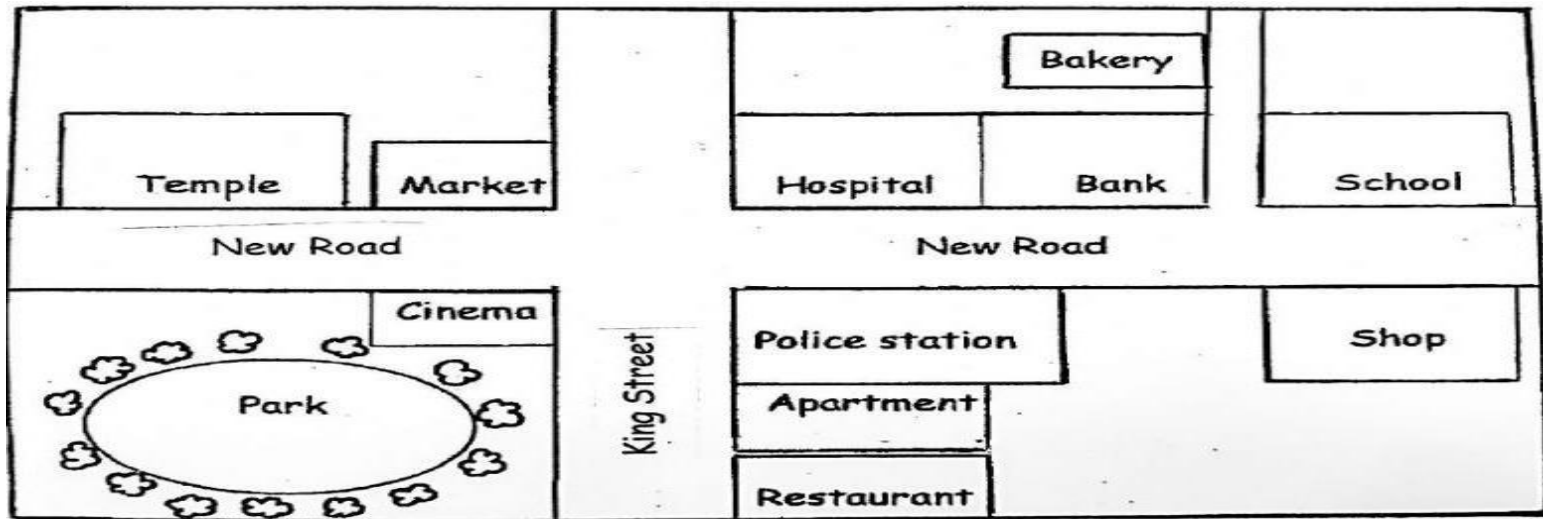 Bakery
Temple
Market
Hospital
Bank
School
New Road
New Road
Cinema
Police station
Shop
King Street
Park
Apartment
Restaurant